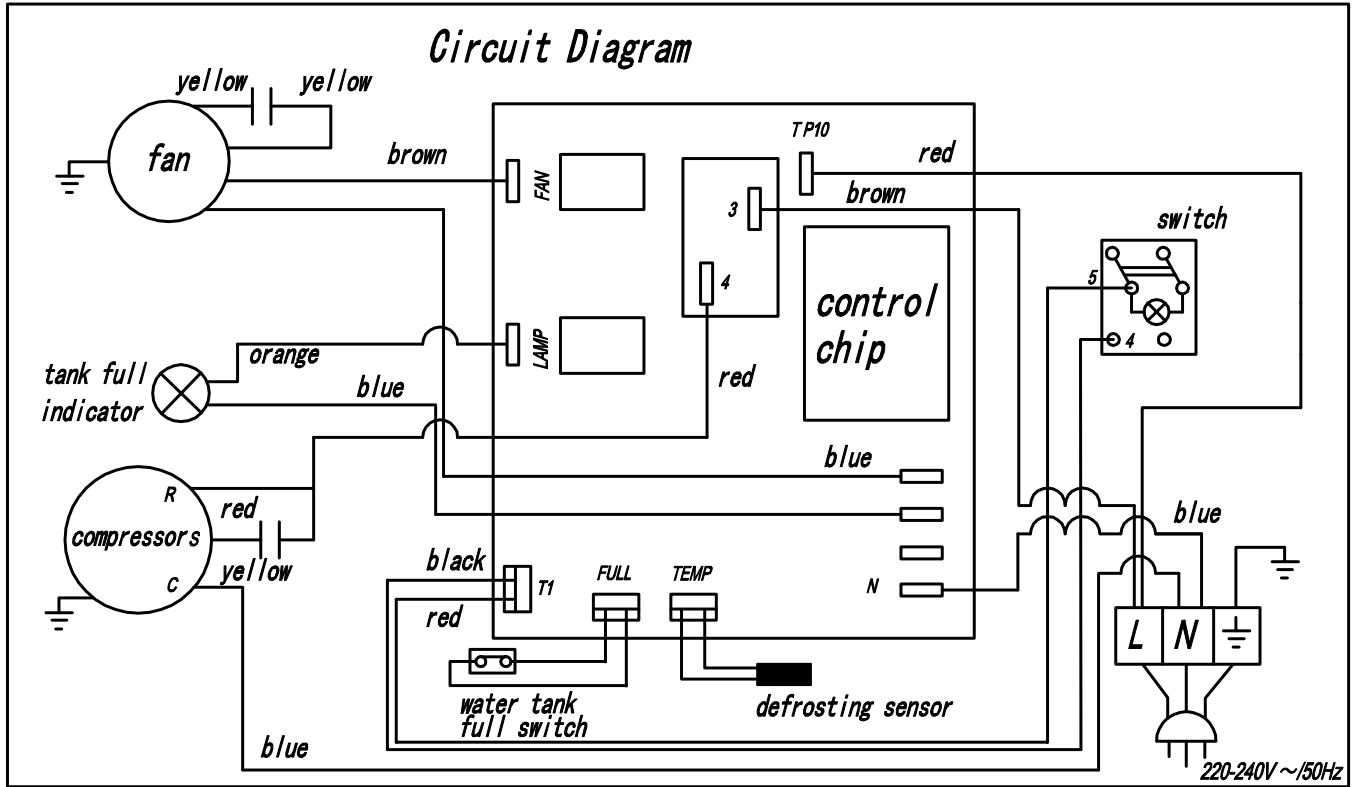 Circuit Diagram
yellow
yellow
fan
brown
FAN
TP10
red
brown
3
4
switch
5
4
control
chip
orange
LAMP
tank full
indicator
blue
red
blue
blue
R
red
compressors
yellow
C
black
T1
red
FULL
TEMP
N
L
N
water tank
full switch
defrosting sensor
blue
220-240V～/50Hz